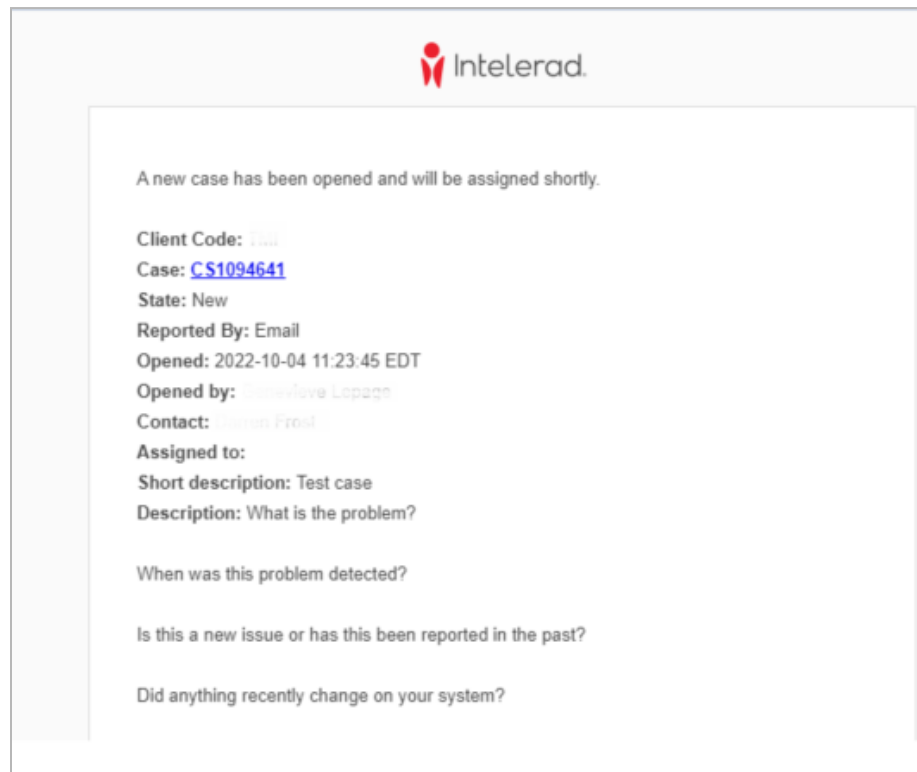 Intelerad.
A new case has been opened and will be assigned shortly.
Client Code:
Case: CS1094641
State: New
Reported By: Email
Opened: 2022-10-04 11:23:45 EDT
Opened by: Lepage
Contact: Frost
Assigned to:
Short description: Test case
Description: What is the problem?
When was this problem detected?
Is this a new issue or has this been reported in the past?
Did anything recently change on your system?